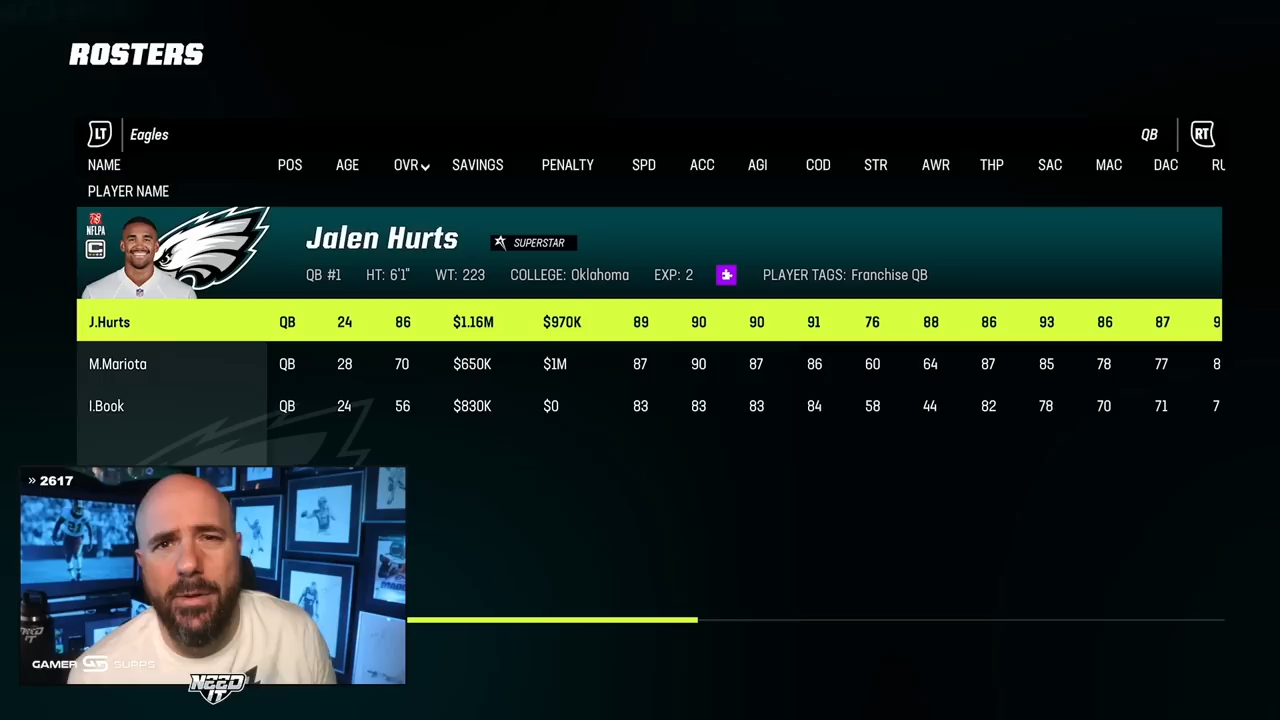 ROSTERS
LT Eagles QB RT
NAME POS AGE OVR SAVINGS PENALTY SPD ACC AGI COD STR AWR THP SAC MAC DAC RU
PLAYER NAME
NFLPA
C
Jalen Hurts SUPERSTAR
QB #1 HT: 6'1" WT: 223 COLLEGE: Oklahoma EXP: 2 PLAYER TAGS: Franchise QB
J.Hurts QB 24 86 $1.16M $970K 89 90 90 91 76 88 86 93 86 87 9
M.Mariota QB 28 70 $650K $1M 87 90 87 86 60 64 87 85 78 77 8
I.Book QB 24 56 $830K $0 83 83 83 84 58 44 82 78 70 71 7
» 2617
GAMER GS SUPPS
NEED IT